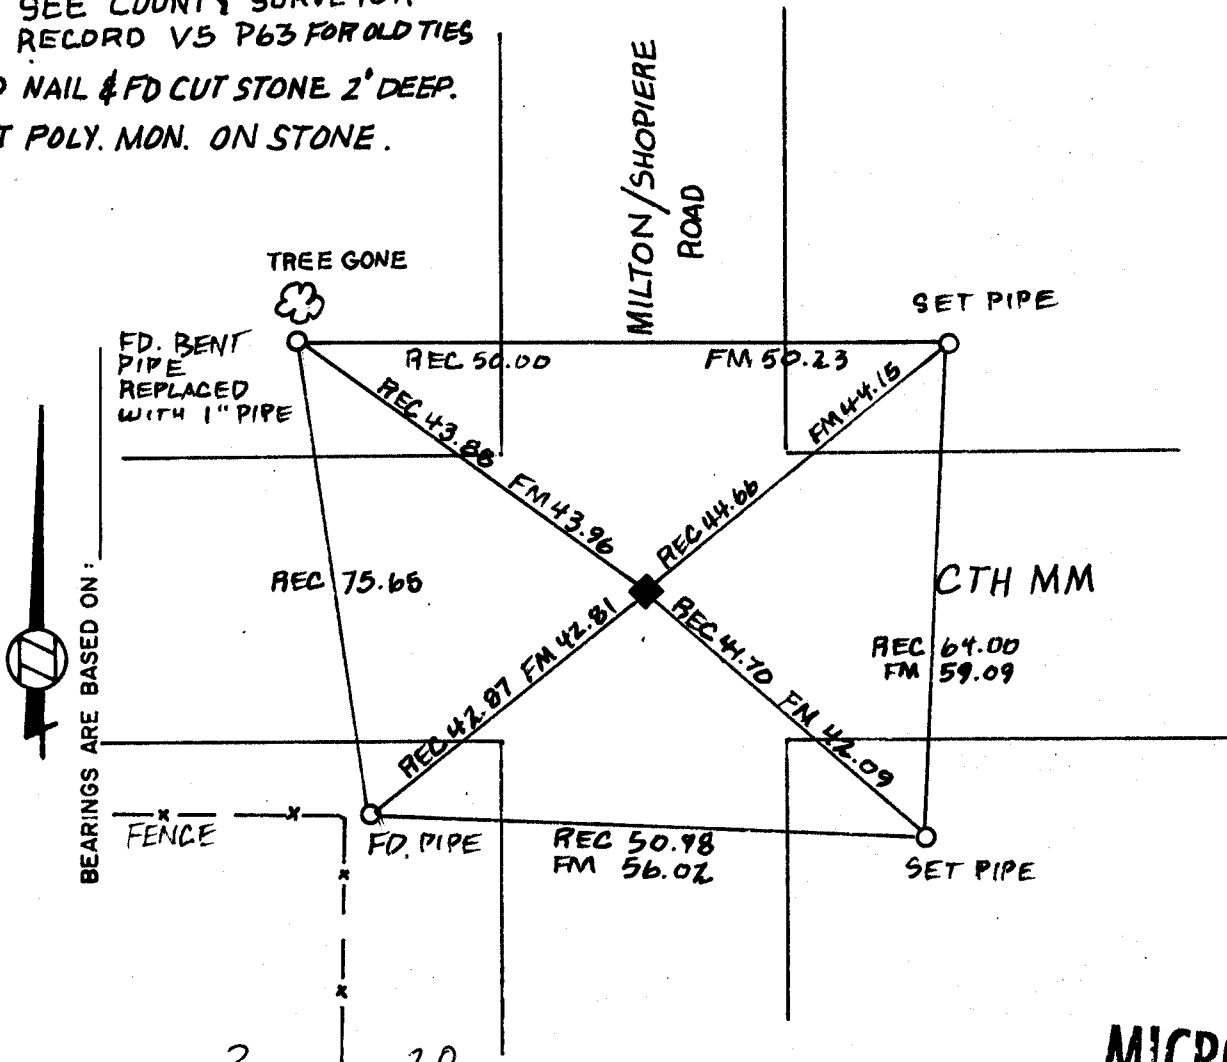 SEE COUNTY SURVEYOR
RECORD V5 P63 FOR OLD TIES
NAIL & FD CUT STONE 2' DEEP.
POLY. MON. ON STONE.
MILTON/SHOPIERE
ROAD
TREE GONE
SET PIPE
FD. BENT
PIPE
REPLACED
WITH 1" PIPE
REC 50.00
FM 50.23
REC 43.88
FM 43.96
FM 44.15
REC 44.66
REC 75.65
CTH MM
REC 42.87
FM 42.81
REC 41.70
FM 42.09
REC 64.00
FM 59.09
BEARINGS ARE BASED ON:
FENCE
FD. PIPE
REC 50.98
FM 56.02
SET PIPE